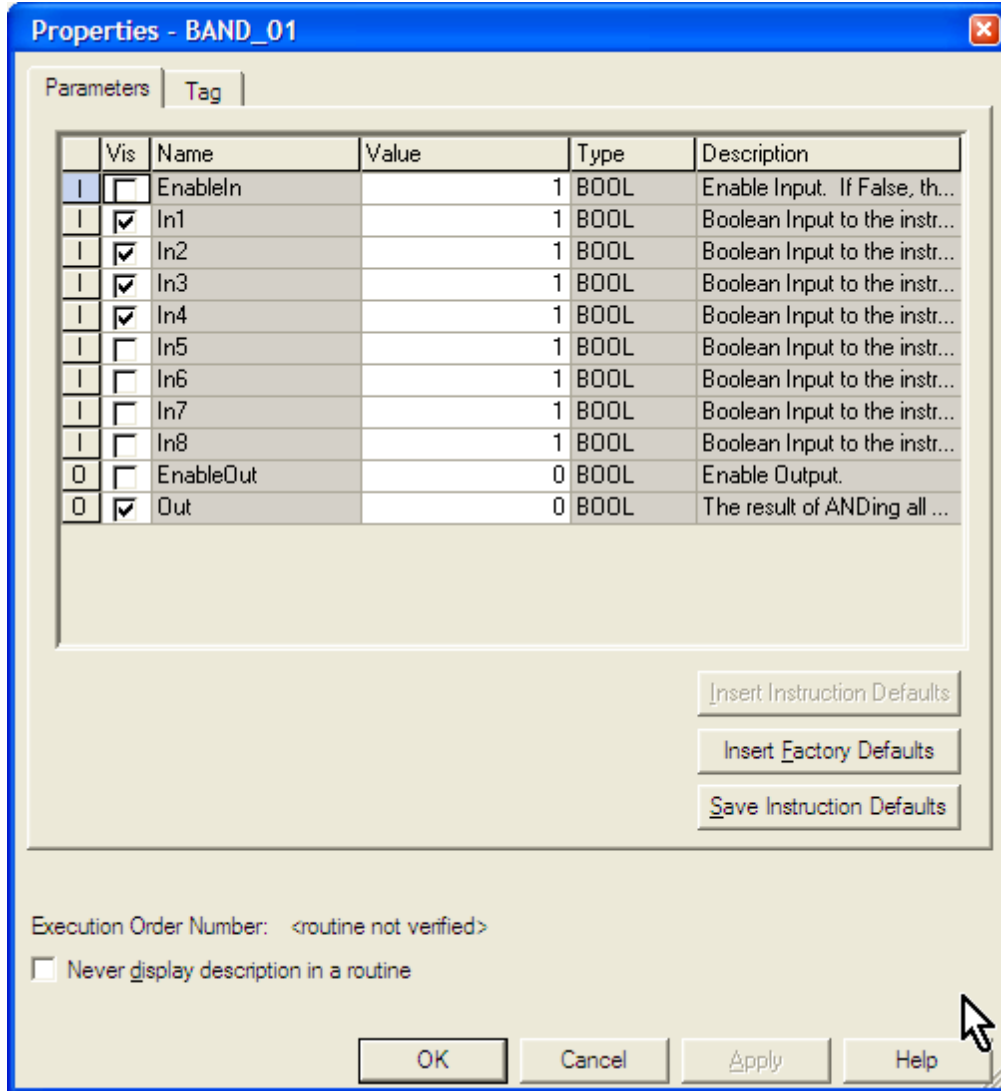 Properties - BAND_01
Parameters Tag
Vis Name Value Type Description
I EnableIn 1 BOOL Enable Input. If False, th...
I In1 1 BOOL Boolean Input to the instr...
I In2 1 BOOL Boolean Input to the instr...
I In3 1 BOOL Boolean Input to the instr...
I In4 1 BOOL Boolean Input to the instr...
I In5 1 BOOL Boolean Input to the instr...
I In6 1 BOOL Boolean Input to the instr...
I In7 1 BOOL Boolean Input to the instr...
I In8 1 BOOL Boolean Input to the instr...
O EnableOut 0 BOOL Enable Output.
O Out 0 BOOL The result of ANDing all ...
Insert Instruction Defaults
Insert Factory Defaults
Save Instruction Defaults
Execution Order Number: <routine not verified>
Never display description in a routine
OK Cancel Apply Help